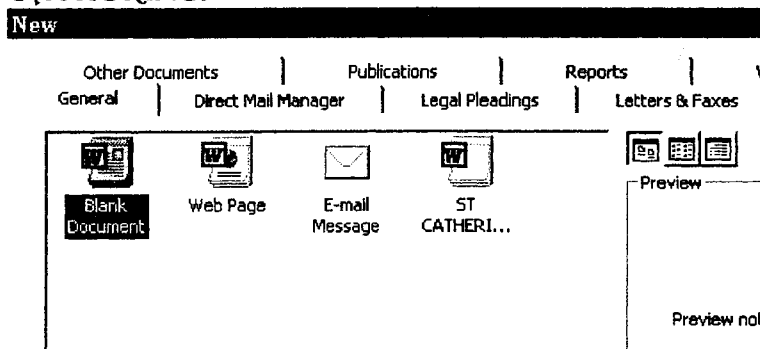 New
Other Documents Publications Reports
General Direct Mail Manager Legal Pleadings Letters & Faxes
Preview
Blank Web Page E-mail ST
Document Message CATHERI...
Preview not